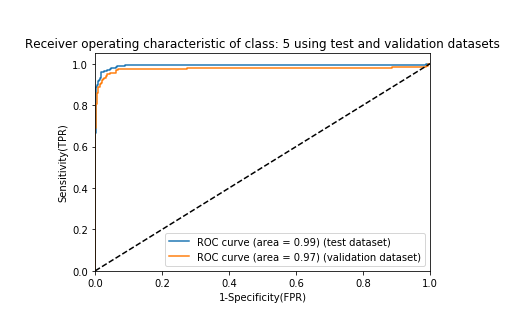 Receiver operating characteristic of class: 5 using test and validation datasets
1.0
0.8
0.6
0.4
0.2
0.0
Sensitivity(TPR)
ROC curve (area = 0.99) (test dataset)
ROC curve (area = 0.97) (validation dataset)
0.0 0.2 0.4 0.6 0.8 1.0
1-Specificity(FPR)